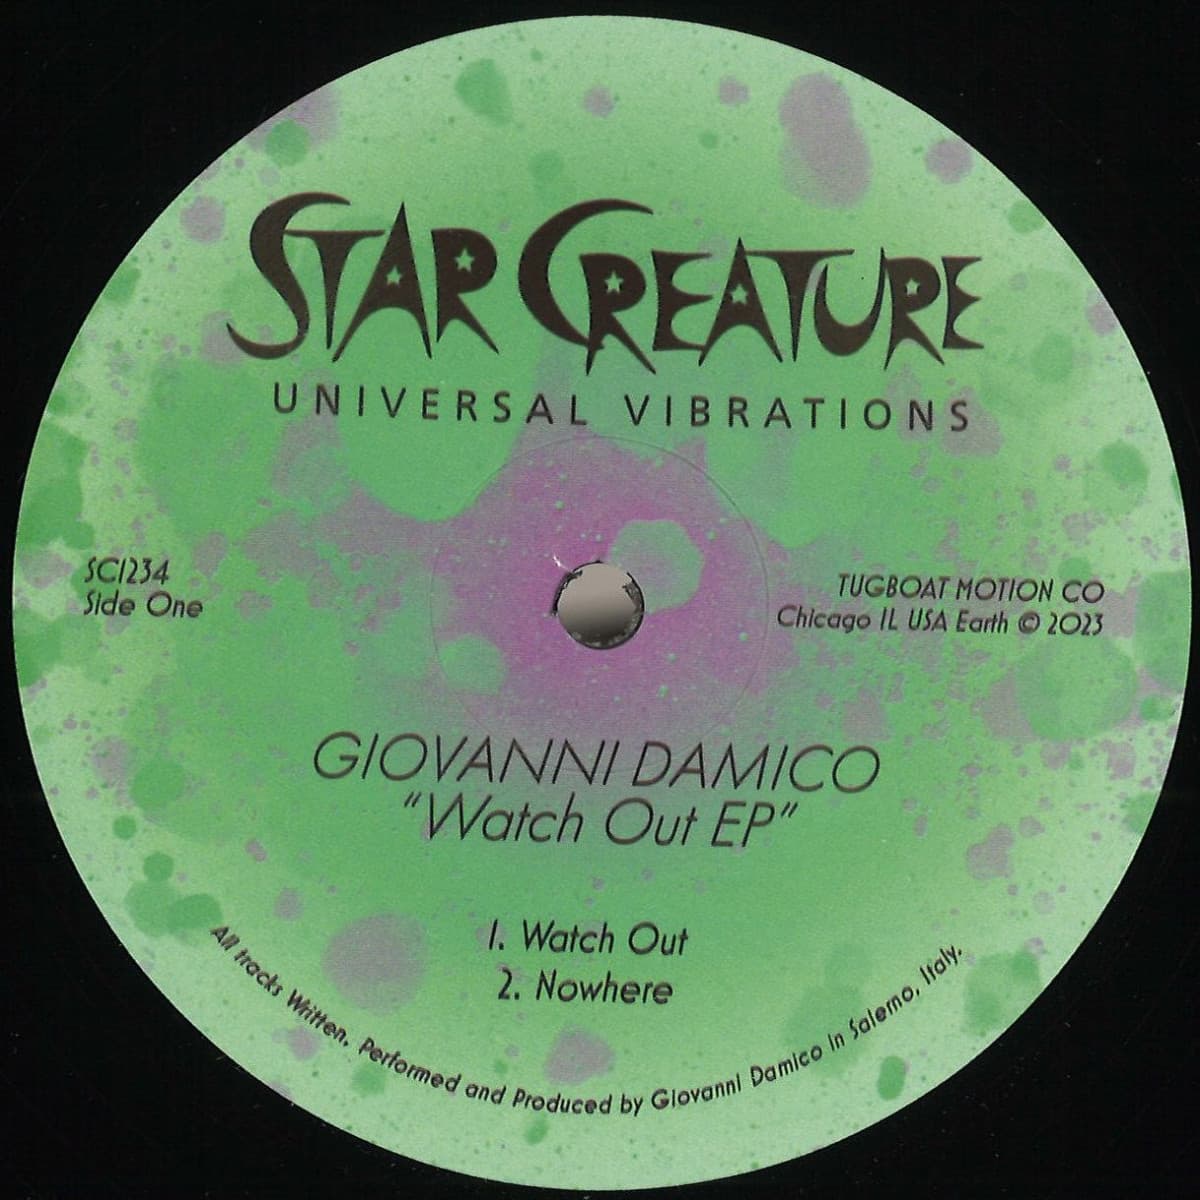 STAR CREATURE
UNIVERSAL VIBRATIONS
SC1234
Side One
TUGBOAT MOTION CO
Chicago IL USA Earth © 2023
GIOVANNI DAMICO
“Watch Out EP”
1. Watch Out
2. Nowhere
All tracks Written, Performed and Produced by Giovanni Damico in Salerno, Italy.